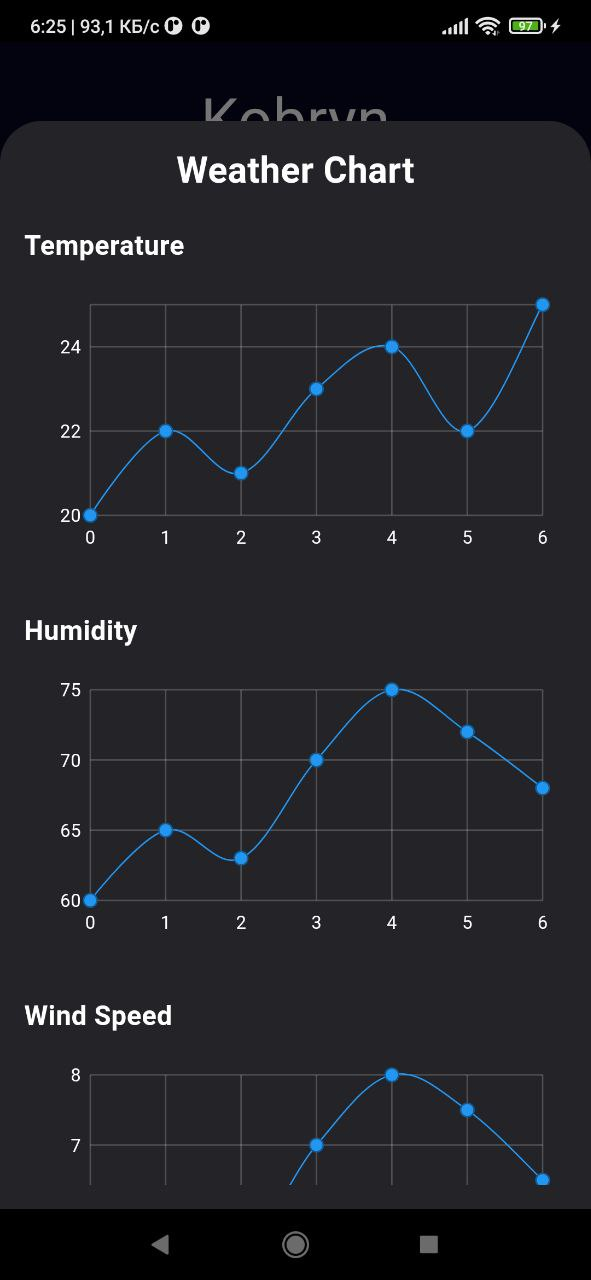 6:25 | 93,1 КБ/с
97
Kobryn
Weather Chart
Temperature
24
22
20
0 1 2 3 4 5 6
Humidity
75
70
65
60
0 1 2 3 4 5 6
Wind Speed
8
7